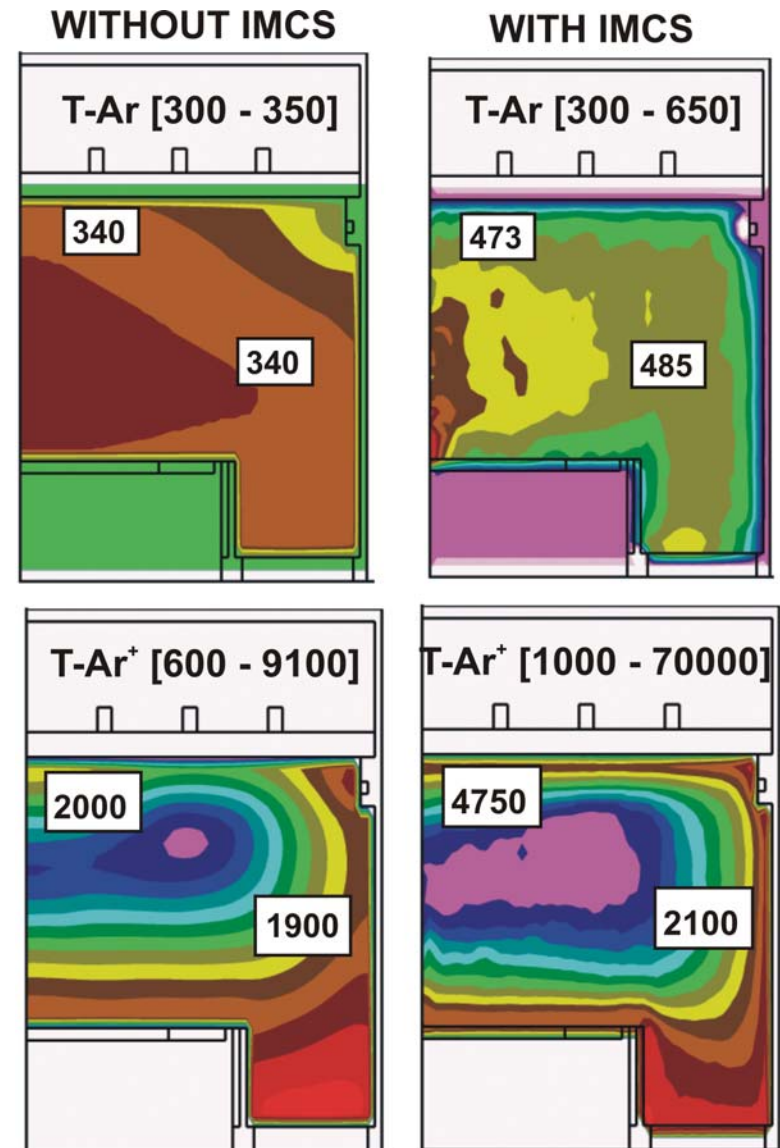 WITHOUT IMCS
WITH IMCS
T-Ar [300 - 350]
T-Ar [300 - 650]
340
473
340
485
T-Ar⁺ [600 - 9100]
T-Ar⁺ [1000 - 70000]
2000
4750
1900
2100